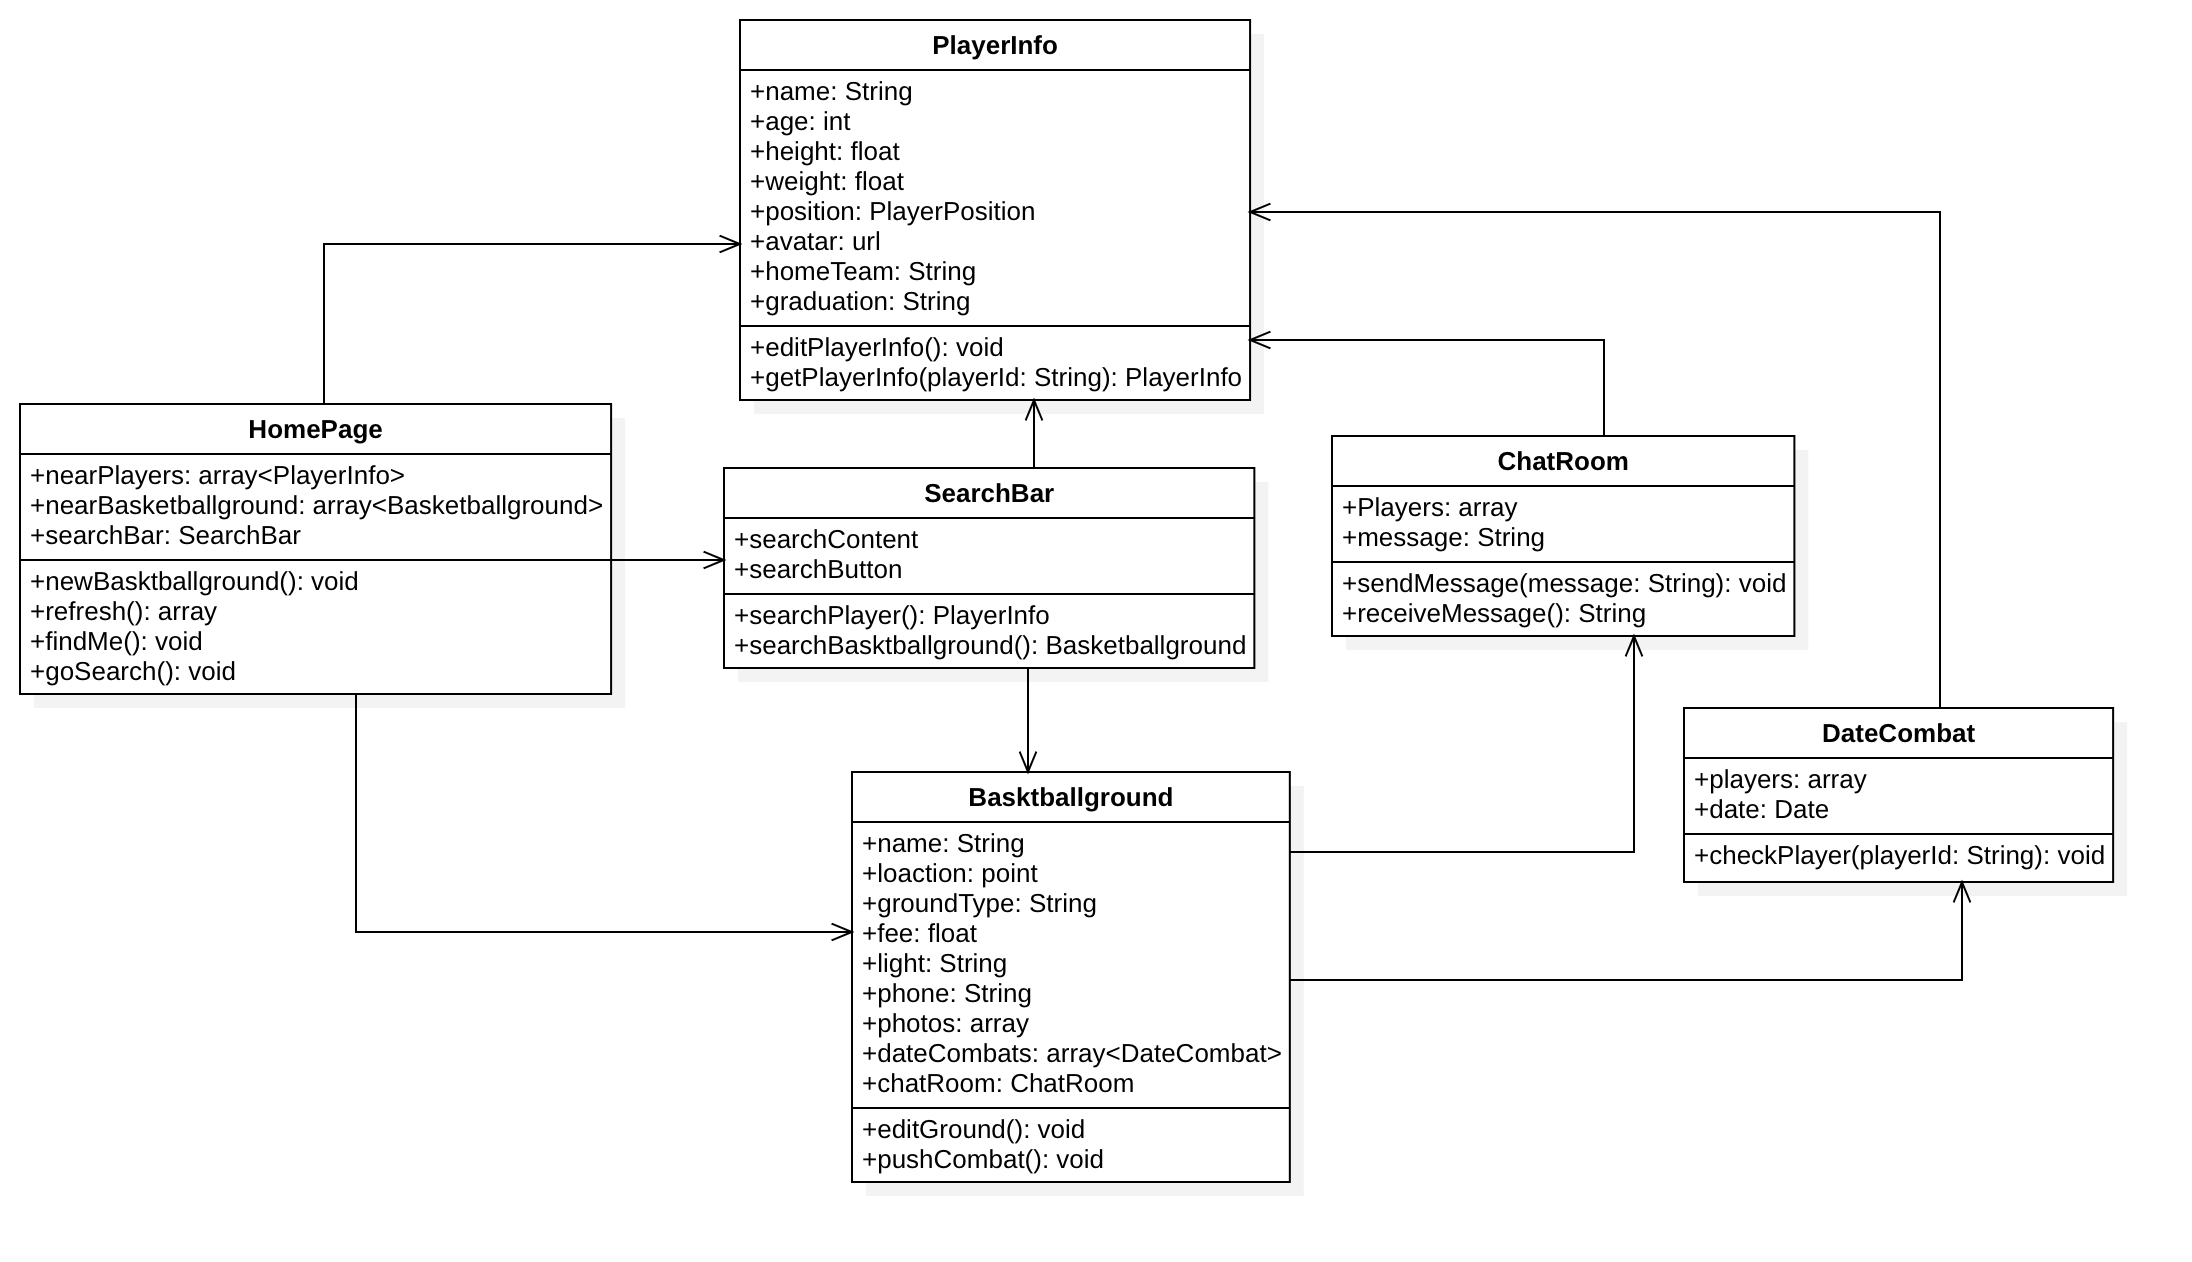 PlayerInfo
+name: String
+age: int
+height: float
+weight: float
+position: PlayerPosition
+avatar: url
+homeTeam: String
+graduation: String
+editPlayerInfo(): void
+getPlayerInfo(playerId: String): PlayerInfo
HomePage
+nearPlayers: array<PlayerInfo>
+nearBasketballground: array<Basketballground>
+searchBar: SearchBar
+newBasktballground(): void
+refresh(): array
+findMe(): void
+goSearch(): void
SearchBar
+searchContent
+searchButton
+searchPlayer(): PlayerInfo
+searchBasktballground(): Basketballground
ChatRoom
+Players: array
+message: String
+sendMessage(message: String): void
+receiveMessage(): String
DateCombat
+players: array
+date: Date
+checkPlayer(playerId: String): void
Basktballground
+name: String
+loaction: point
+groundType: String
+fee: float
+light: String
+phone: String
+photos: array
+dateCombats: array<DateCombat>
+chatRoom: ChatRoom
+editGround(): void
+pushCombat(): void